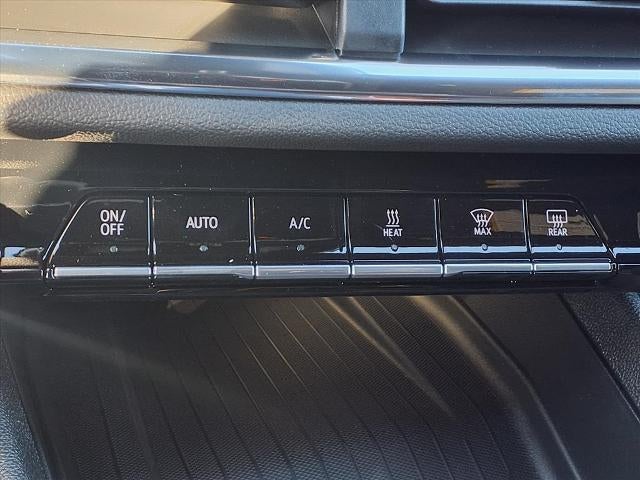 ON/
OFF
AUTO
A/C
HEAT
MAX
REAR